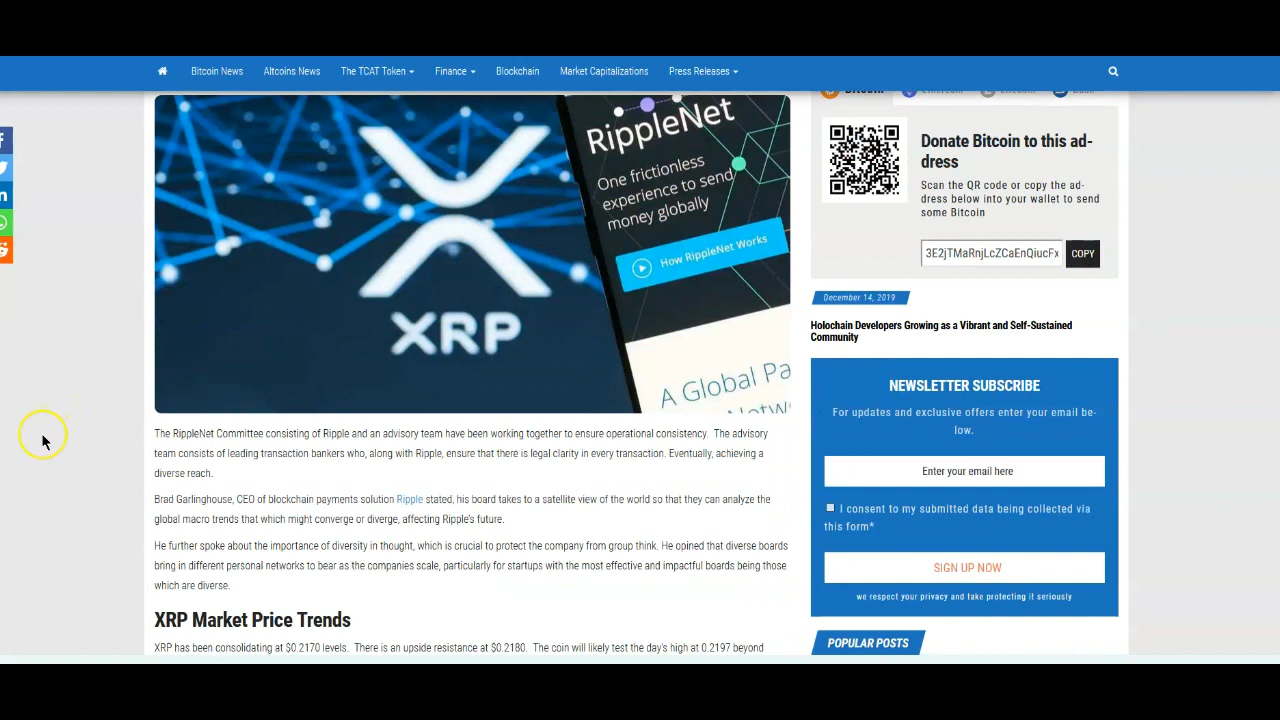 Bitcoin News Altcoins News The TCAT Token Finance Blockchain Market Capitalizations Press Releases
XRP
RippleNet
One frictionless
experience to send
money globally
How RippleNet Works
A Global
Bitcoin
Donate Bitcoin to this ad-
dress
Scan the QR code or copy the ad-
dress below into your wallet to send
some Bitcoin
3E2jTMaRnjLcZCaEnQiucFx COPY
December 14, 2019
Holochain Developers Growing as a Vibrant and Self-Sustained
Community
NEWSLETTER SUBSCRIBE
For updates and exclusive offers enter your email be-
low.
Enter your email here
I consent to my submitted data being collected via
this form*
SIGN UP NOW
we respect your privacy and take protecting it seriously
POPULAR POSTS
The RippleNet Committee consisting of Ripple and an advisory team have been working together to ensure operational consistency. The advisory
team consists of leading transaction bankers who, along with Ripple, ensure that there is legal clarity in every transaction. Eventually, achieving a
diverse reach.
Brad Garlinghouse, CEO of blockchain payments solution Ripple stated, his board takes to a satellite view of the world so that they can analyze the
global macro trends that which might converge or diverge, affecting Ripple's future.
He further spoke about the importance of diversity in thought, which is crucial to protect the company from group think. He opined that diverse boards
bring in different personal networks to bear as the companies scale, particularly for startups with the most effective and impactful boards being those
which are diverse.
XRP Market Price Trends
XRP has been consolidating at $0.2170 levels. There is an upside resistance at $0.2180. The coin will likely test the day's high at 0.2197 beyond